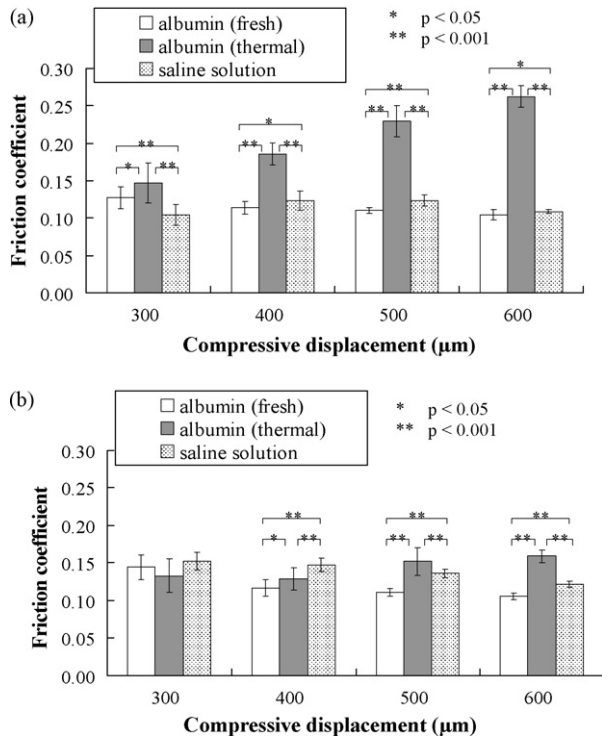 (a)
albumin (fresh)
albumin (thermal)
saline solution
* p < 0.05
** p < 0.001
Friction coefficient
0.30
0.25
0.20
0.15
0.10
0.05
0.00
** * **
* ** ** **
** ** ** **
* ** **
300 400 500 600
Compressive displacement (μm)
(b)
albumin (fresh)
albumin (thermal)
saline solution
* p < 0.05
** p < 0.001
Friction coefficient
0.30
0.25
0.20
0.15
0.10
0.05
0.00
** ** **
* ** ** ** ** **
300 400 500 600
Compressive displacement (μm)